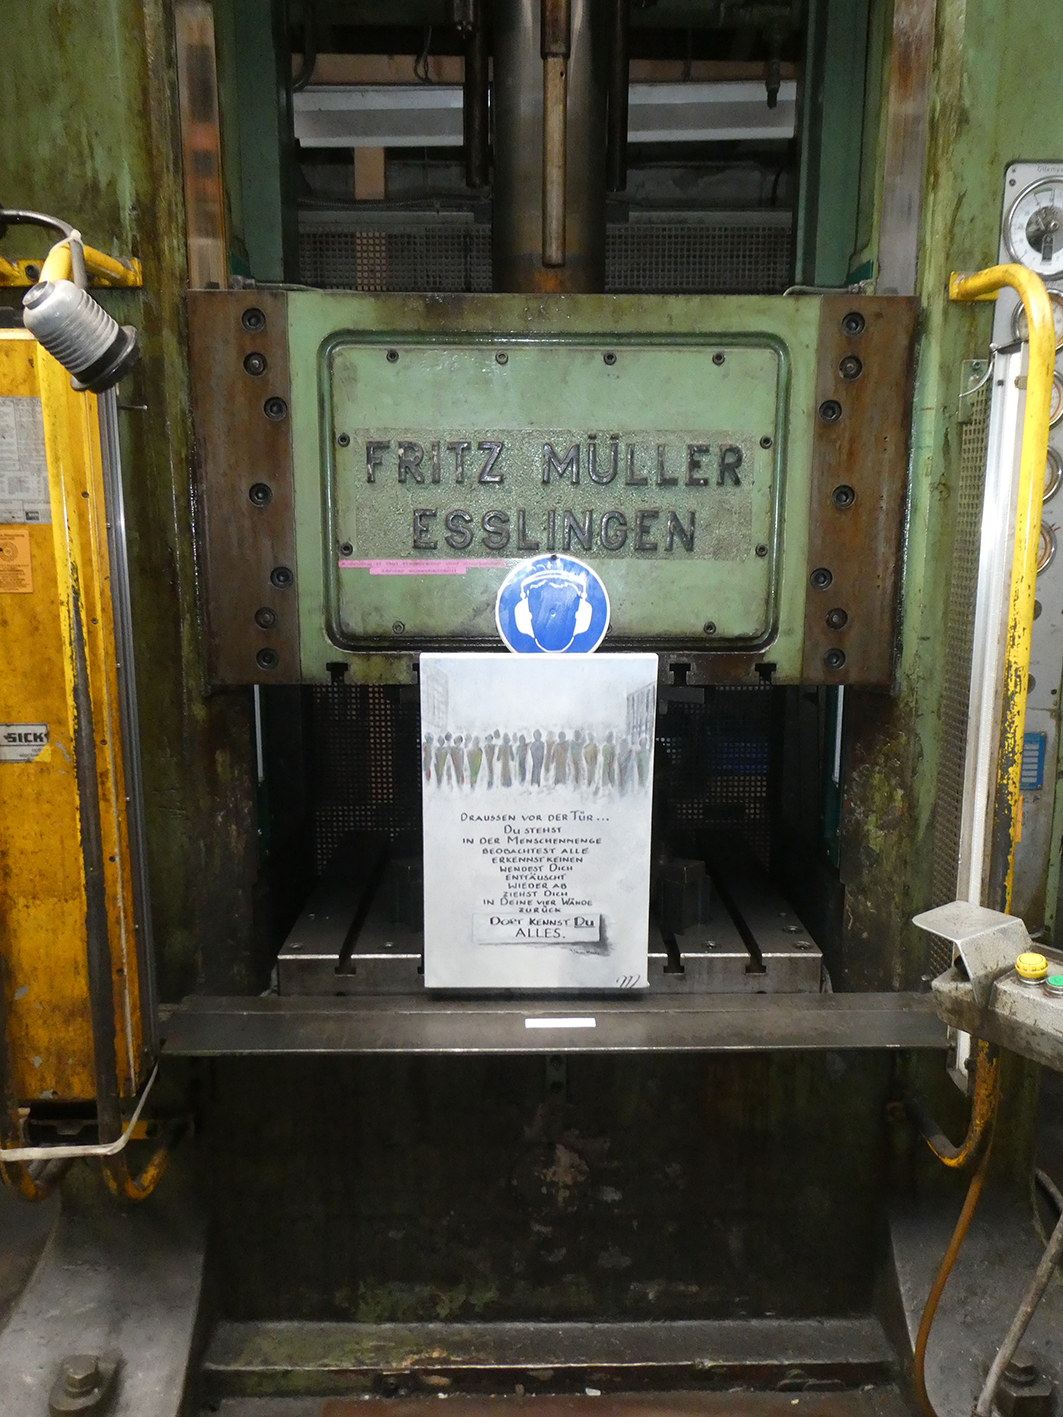 FRITZ MÜLLER
ESSLINGEN
SICK
DRAUSSEN VOR DER TÜR...
DU STEHST
IN DER MENSCHENMENGE
BEOBACHTEST ALLE
ERKENNST KEINEN
WENDEST DICH
ENTTÄUSCHT
WIEDER AB
ZIEHST DICH
IN DEINE VIER WÄNDE
ZURÜCK
DORT KENNST DU
ALLES.